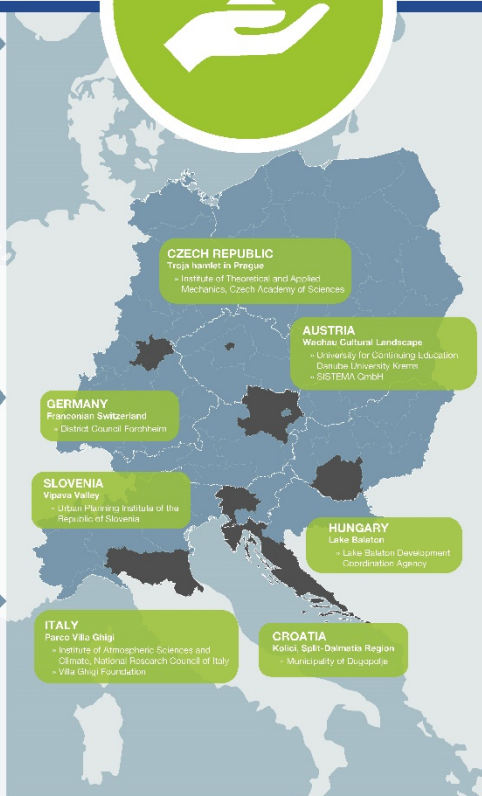 CZECH REPUBLIC
Troja hamlet in Prague
» Institute of Theoretical and Applied
Mechanics, Czech Academy of Sciences
AUSTRIA
Wachau Cultural Landscape
» University for Continuing Education
Danube University Krems
» SISTEMA GmbH
GERMANY
Franconian Switzerland
» District Council Forchheim
SLOVENIA
Vipava Valley
» Urban Planning Institute of the
Republic of Slovenia
HUNGARY
Lake Balaton
» Lake Balaton Development
Coordination Agency
ITALY
Parco Villa Ghigi
» Institute of Atmospheric Sciences and
Climate, National Research Council of Italy
» Villa Ghigi Foundation
CROATIA
Kolici, Split-Dalmatia Region
» Municipality of Dugopolje